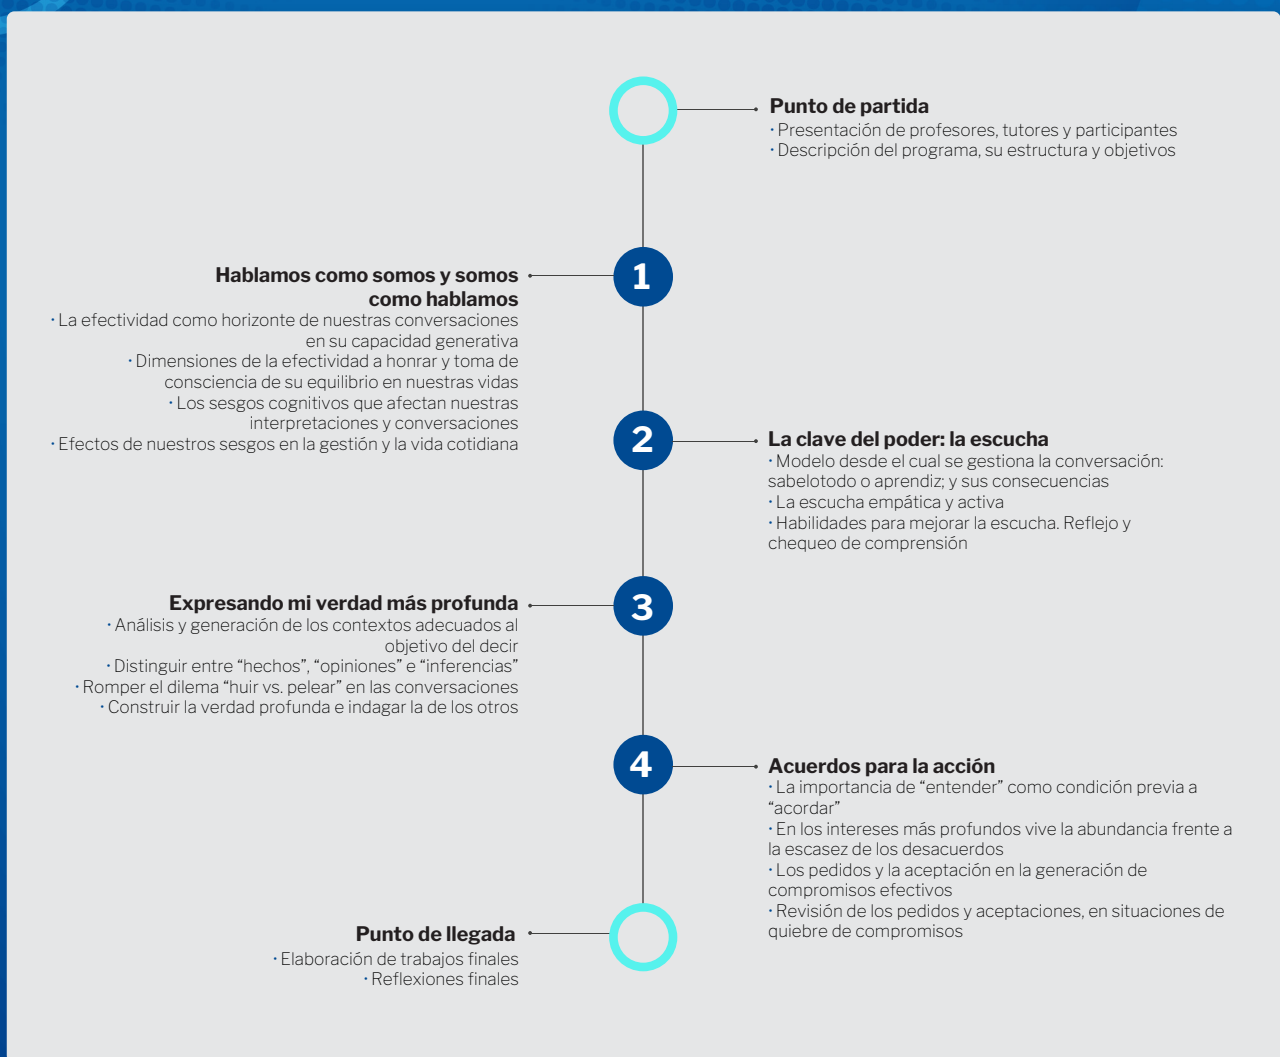 Punto de partida
· Presentación de profesores, tutores y participantes
· Descripción del programa, su estructura y objetivos
1
Hablamos como somos y somos
como hablamos
· La efectividad como horizonte de nuestras conversaciones
en su capacidad generativa
· Dimensiones de la efectividad a honrar y toma de
consciencia de su equilibrio en nuestras vidas
· Los sesgos cognitivos que afectan nuestras
interpretaciones y conversaciones
· Efectos de nuestros sesgos en la gestión y la vida cotidiana
2
La clave del poder: la escucha
· Modelo desde el cual se gestiona la conversación:
sabelotodo o aprendiz; y sus consecuencias
· La escucha empática y activa
· Habilidades para mejorar la escucha. Reflejo y
chequeo de comprensión
3
Expresando mi verdad más profunda
· Análisis y generación de los contextos adecuados al
objetivo del decir
· Distinguir entre “hechos”, “opiniones” e “inferencias”
· Romper el dilema “huir vs. pelear” en las conversaciones
· Construir la verdad profunda e indagar la de los otros
4
Acuerdos para la acción
· La importancia de “entender” como condición previa a
“acordar”
· En los intereses más profundos vive la abundancia frente a
la escasez de los desacuerdos
· Los pedidos y la aceptación en la generación de
compromisos efectivos
· Revisión de los pedidos y aceptaciones, en situaciones de
quiebre de compromisos
Punto de llegada
· Elaboración de trabajos finales
· Reflexiones finales